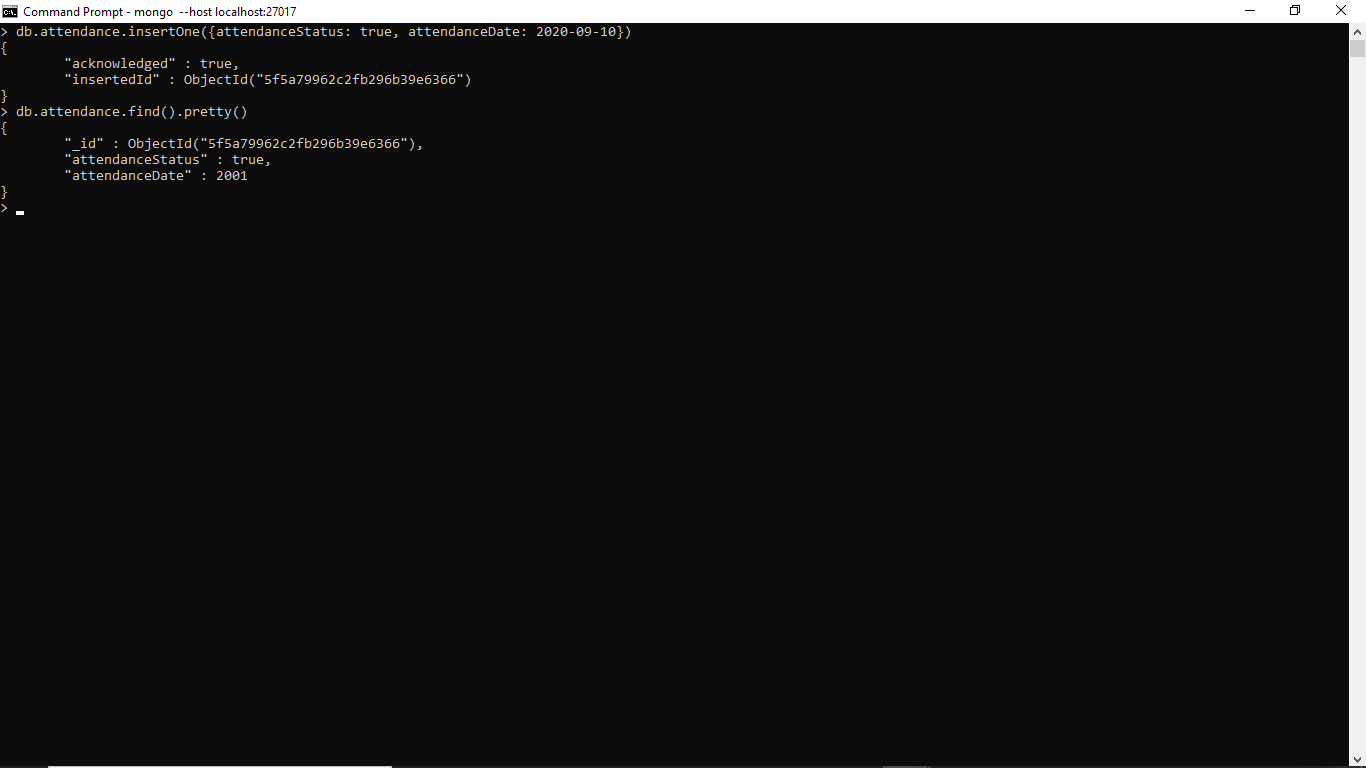 Command Prompt - mongo --host localhost:27017
> db.attendance.insertOne({attendanceStatus: true, attendanceDate: 2020-09-10})
{
        "acknowledged" : true,
        "insertedId" : ObjectId("5f5a79962c2fb296b39e6366")
}
> db.attendance.find().pretty()
{
        "_id" : ObjectId("5f5a79962c2fb296b39e6366"),
        "attendanceStatus" : true,
        "attendanceDate" : 2001
}
>